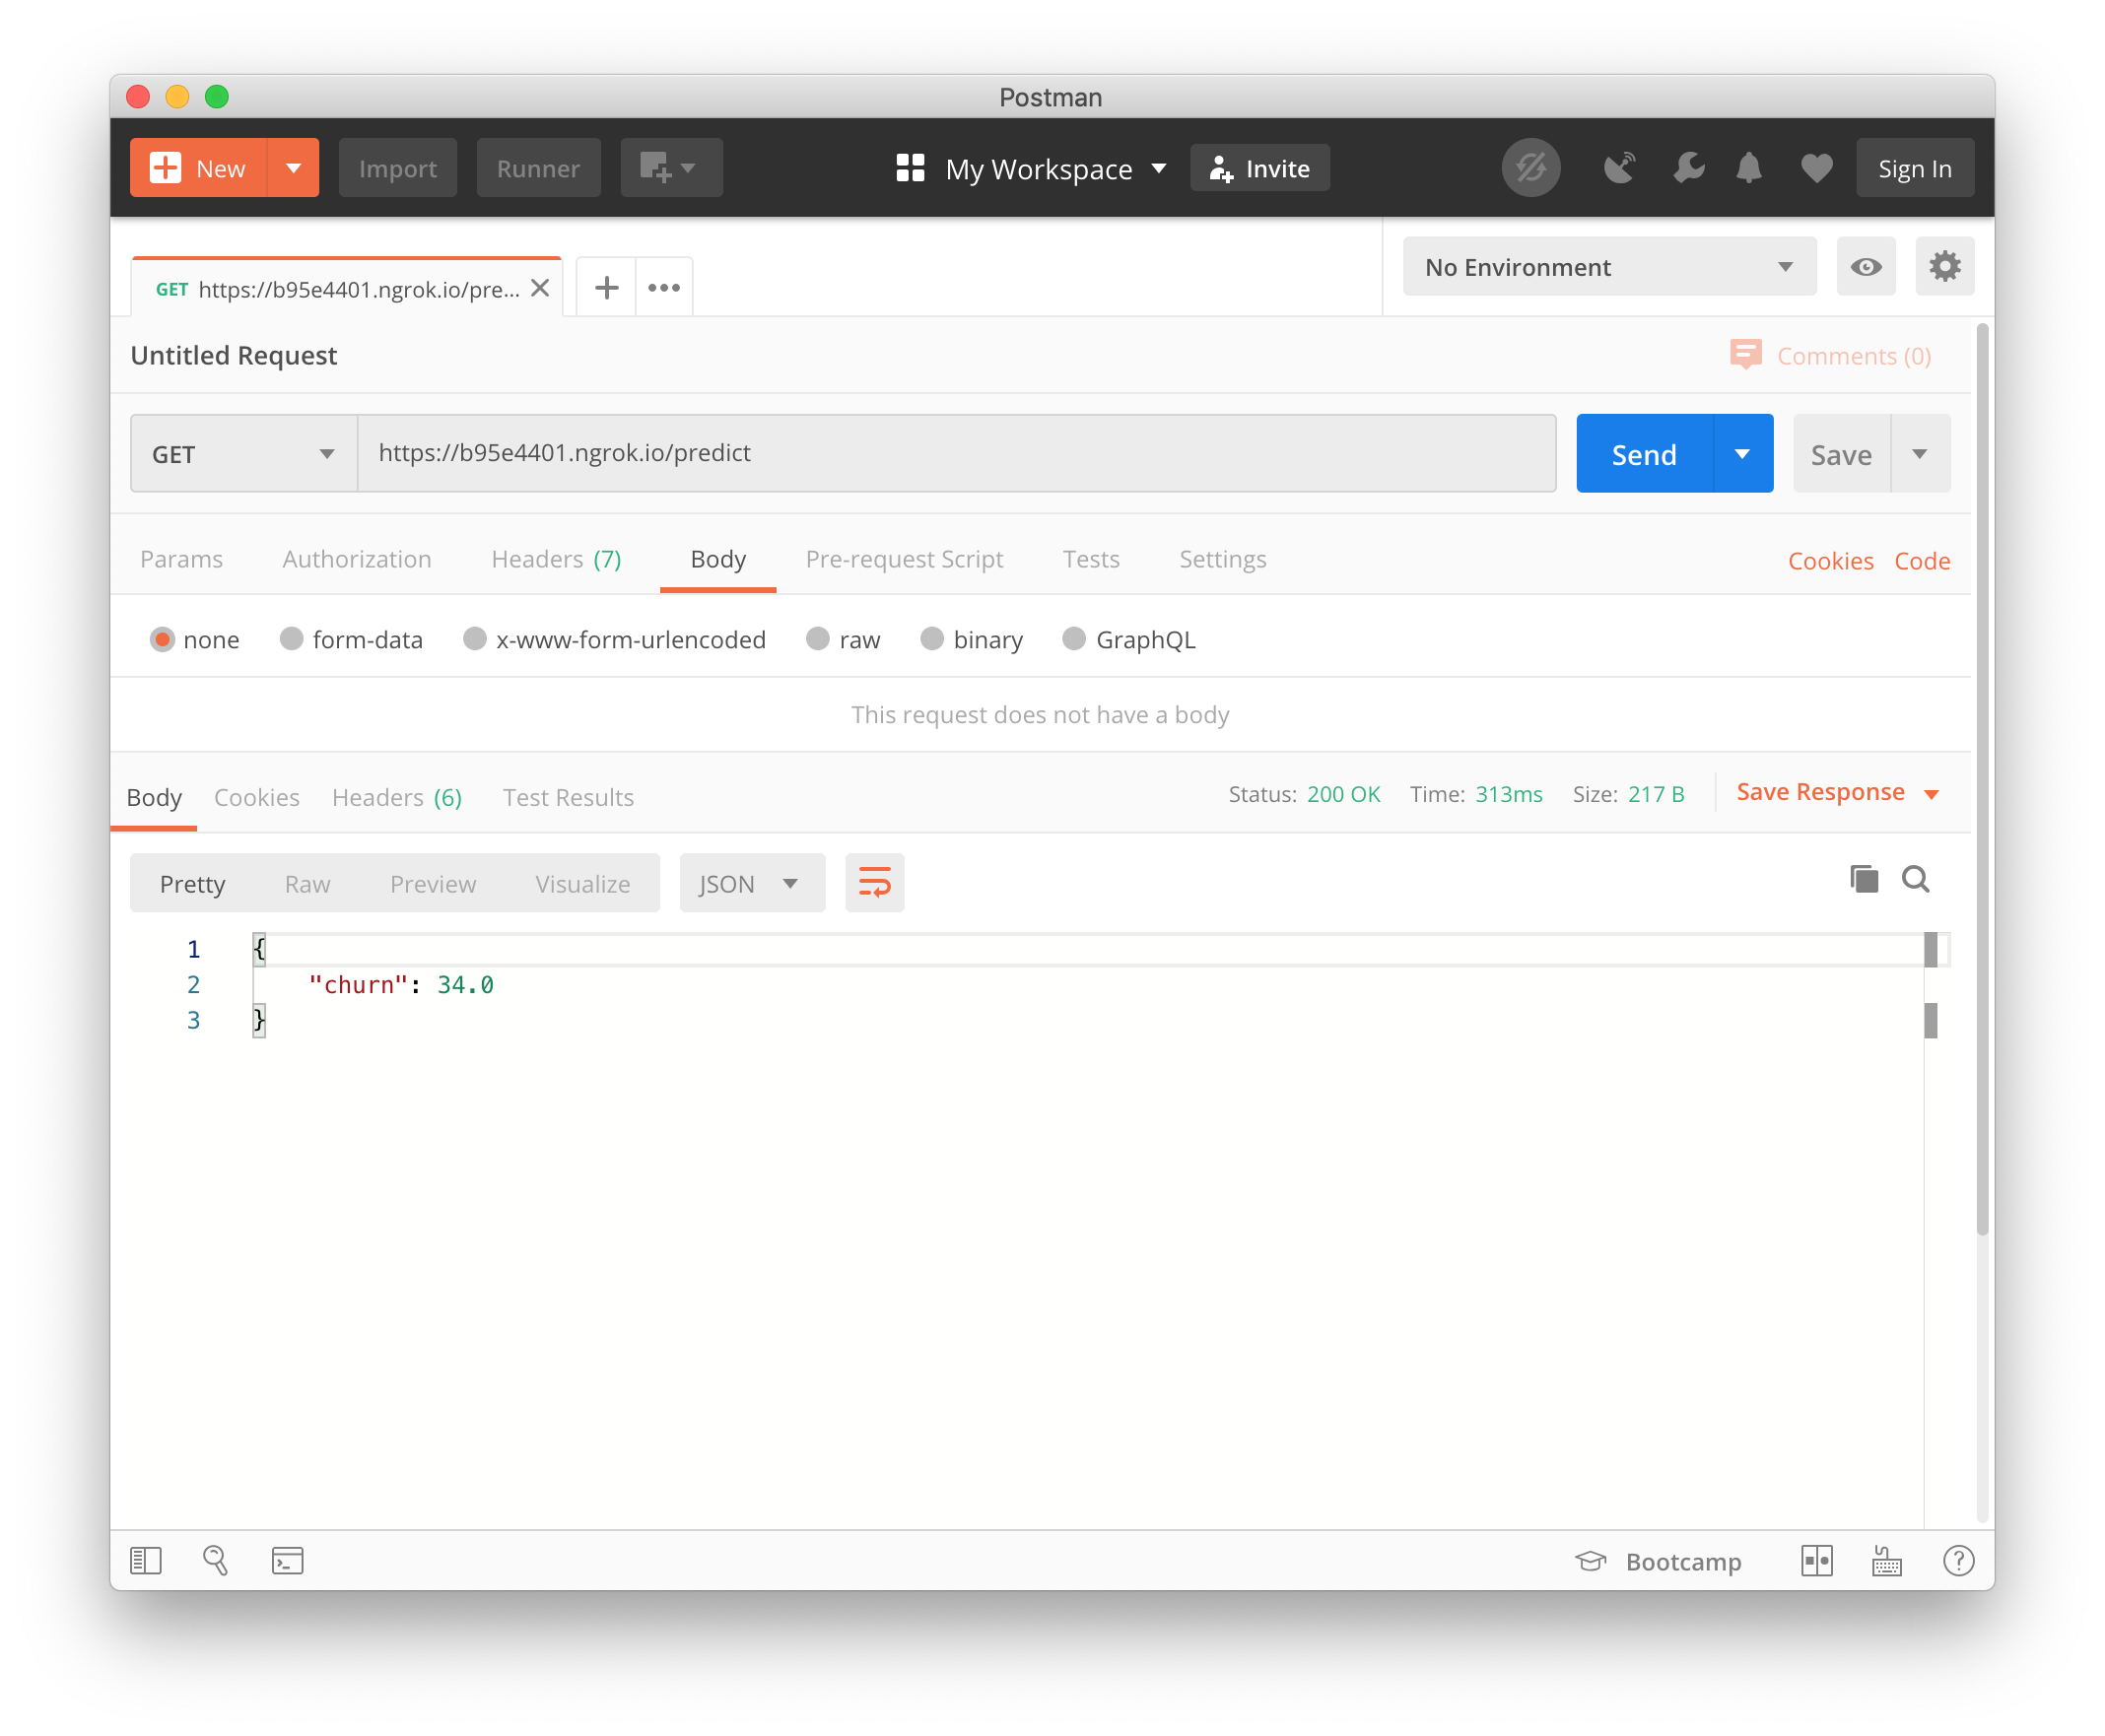 Postman
New Import Runner My Workspace Invite Sign In
GET https://b95e4401.ngrok.io/pre... No Environment
Untitled Request Comments (0)
GET https://b95e4401.ngrok.io/predict Send Save
Params Authorization Headers (7) Body Pre-request Script Tests Settings Cookies Code
none form-data x-www-form-urlencoded raw binary GraphQL
This request does not have a body
Body Cookies Headers (6) Test Results Status: 200 OK Time: 313ms Size: 217 B Save Response
Pretty Raw Preview Visualize JSON
1 {
2 "churn": 34.0
3 }
Bootcamp